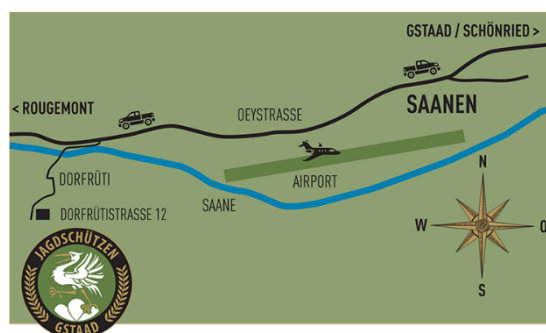 GSTAAD / SCHÖNRIED >
< ROUGEMONT
OEYSTRASSE
SAANEN
AIRPORT
DORFRÜTI
SAANE
DORFRÜTISTRASSE 12
N
W
O
S
JAGDSCHÜTZEN
GSTAAD